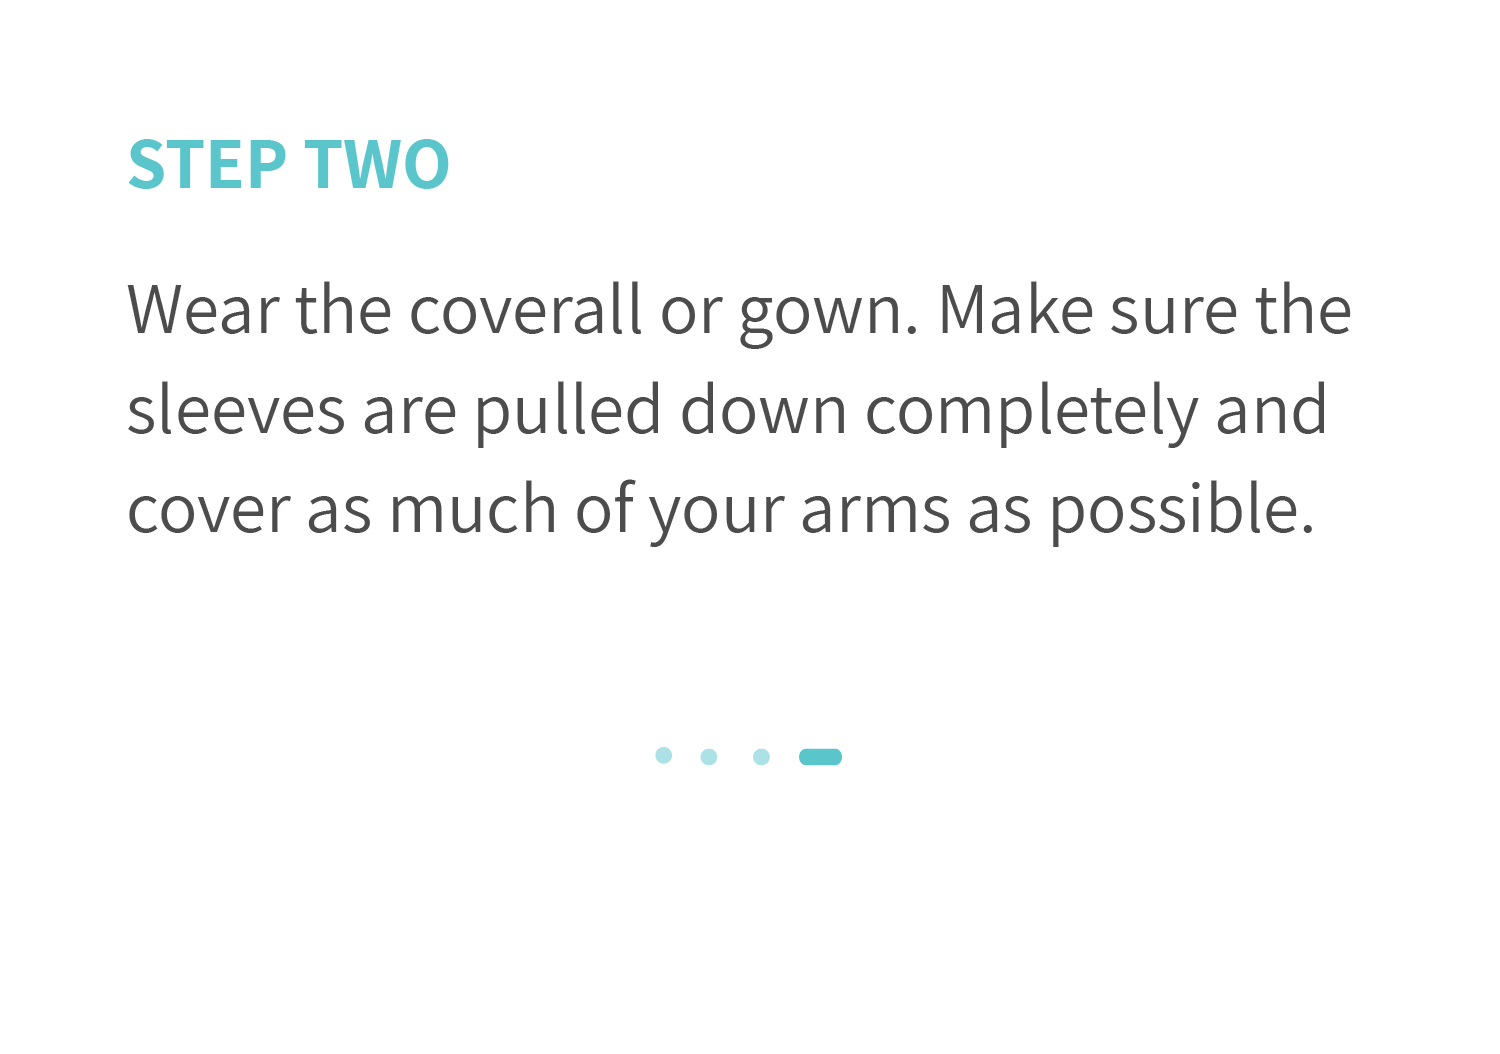 STEP TWO
Wear the coverall or gown. Make sure the
sleeves are pulled down completely and
cover as much of your arms as possible.